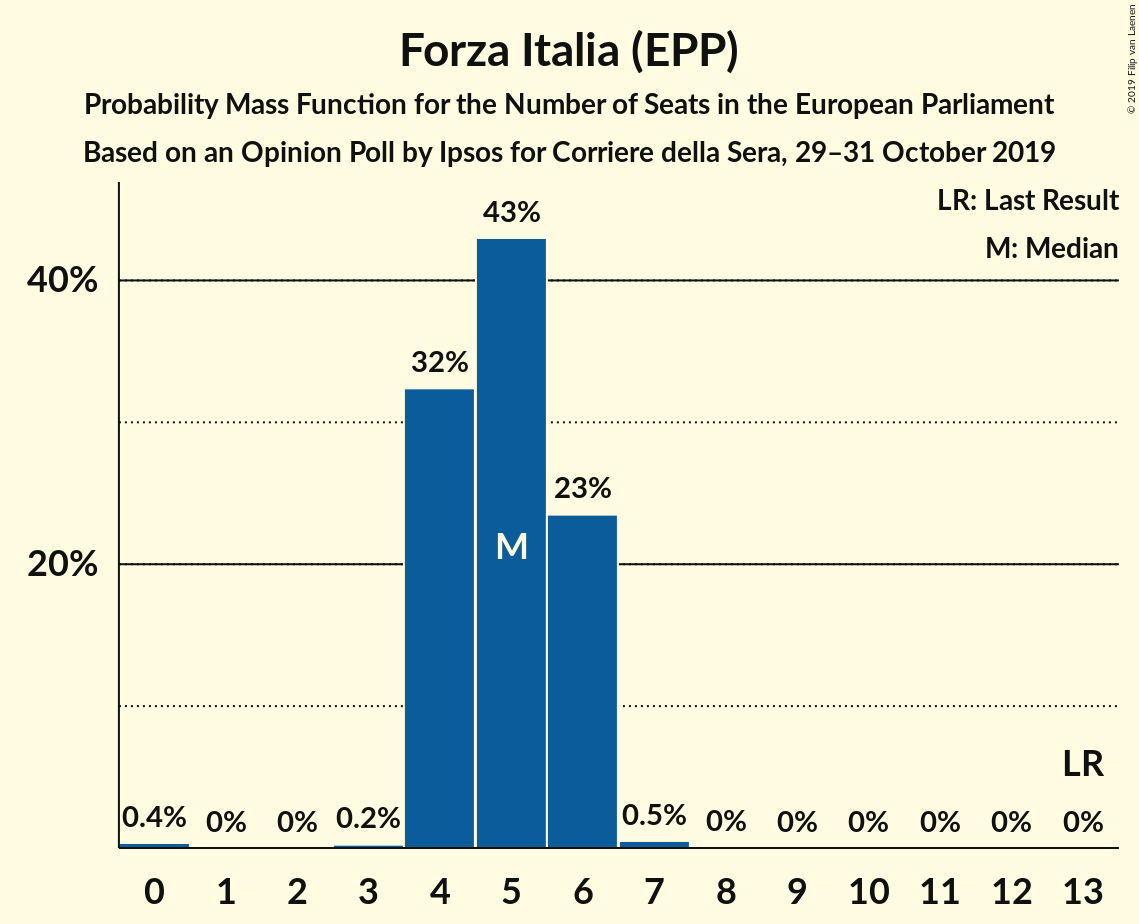 Forza Italia (EPP)
Probability Mass Function for the Number of Seats in the European Parliament
Based on an Opinion Poll by Ipsos for Corriere della Sera, 29–31 October 2019
© 2019 Filip van Laenen
LR: Last Result
M: Median
43%
40%
32%
23%
M
20%
LR
0.4% 0% 0% 0.2% 0.5% 0% 0% 0% 0% 0% 0%
0 1 2 3 4 5 6 7 8 9 10 11 12 13